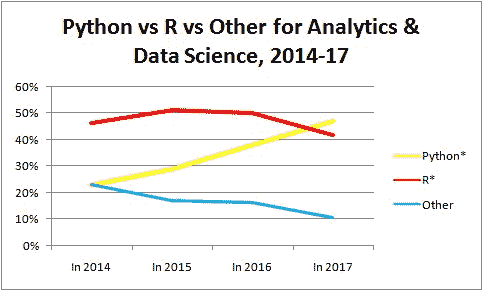 Python vs R vs Other for Analytics &
Data Science, 2014-17
60%
50%
40%
30%
20%
10%
0%
In 2014 In 2015 In 2016 In 2017
Python*
R*
Other